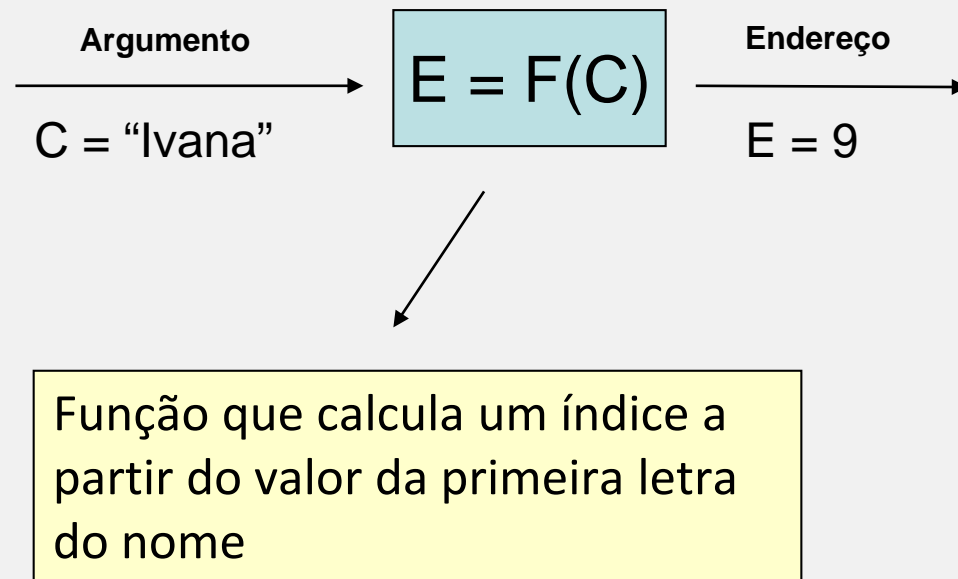 Argumento
C = “Ivana”
E = F(C)
Endereço
E = 9
Função que calcula um índice a
partir do valor da primeira letra
do nome